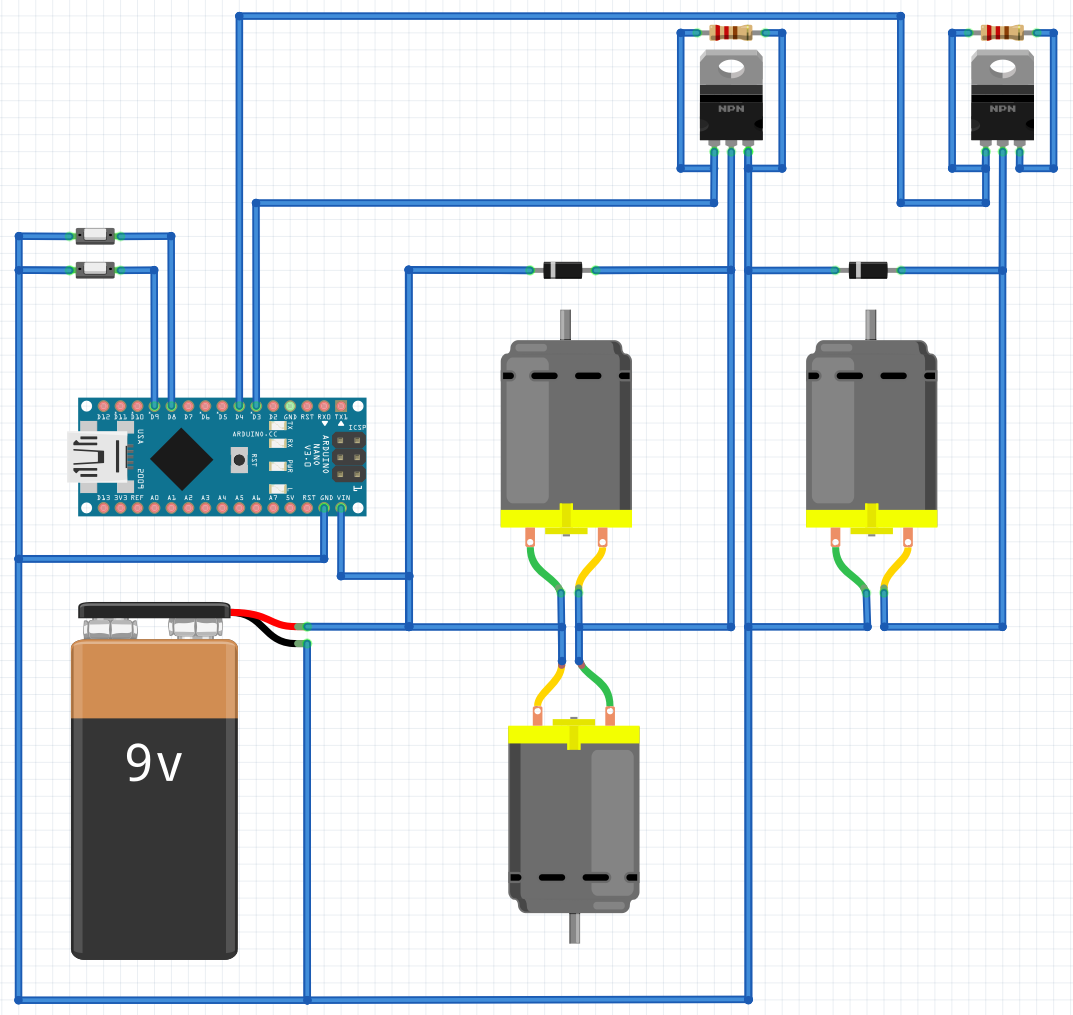 NPN
NPN
D12 D11 D10 D9 D8 D7 D6 D5 D4 D3 D2 GND RST RX0 TX1
TX
RX
PWR
L
ARDUINO.CC
RST
ARDUINO
NANO
V3.0
ICSP
1
USA
2009
D13 3V3 REF A0 A1 A2 A3 A4 A5 A6 A7 5V RST GND VIN
9v